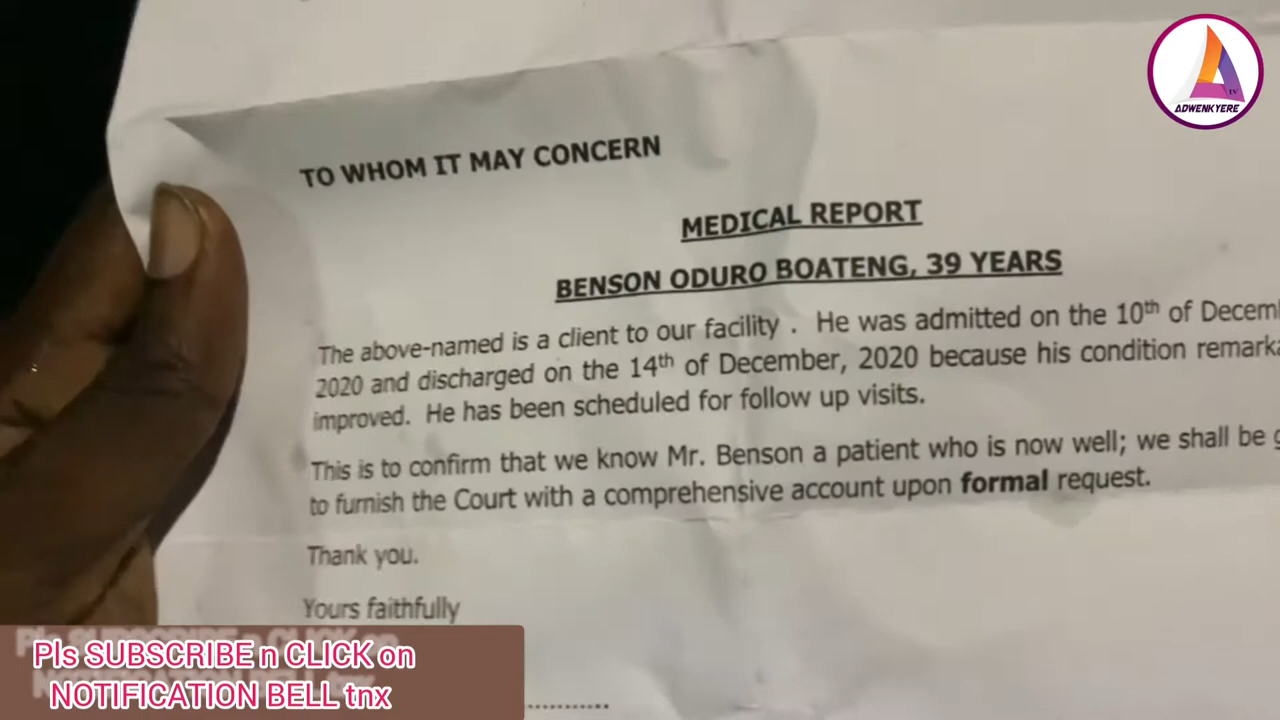 TV
ADWENKYERE
TO WHOM IT MAY CONCERN
MEDICAL REPORT
BENSON ODURO BOATENG, 39 YEARS
The above-named is a client to our facility . He was admitted on the 10th of
2020 and discharged on the 14th of December, 2020 because his condition
improved. He has been scheduled for follow up visits.
This is to confirm that we know Mr. Benson a patient who is now well; we shall be
to furnish the Court with a comprehensive account upon formal request.
Thank you.
Yours faithfully
Pls SUBSCRIBE n CLICK on
NOTIFICATION BELL tnx